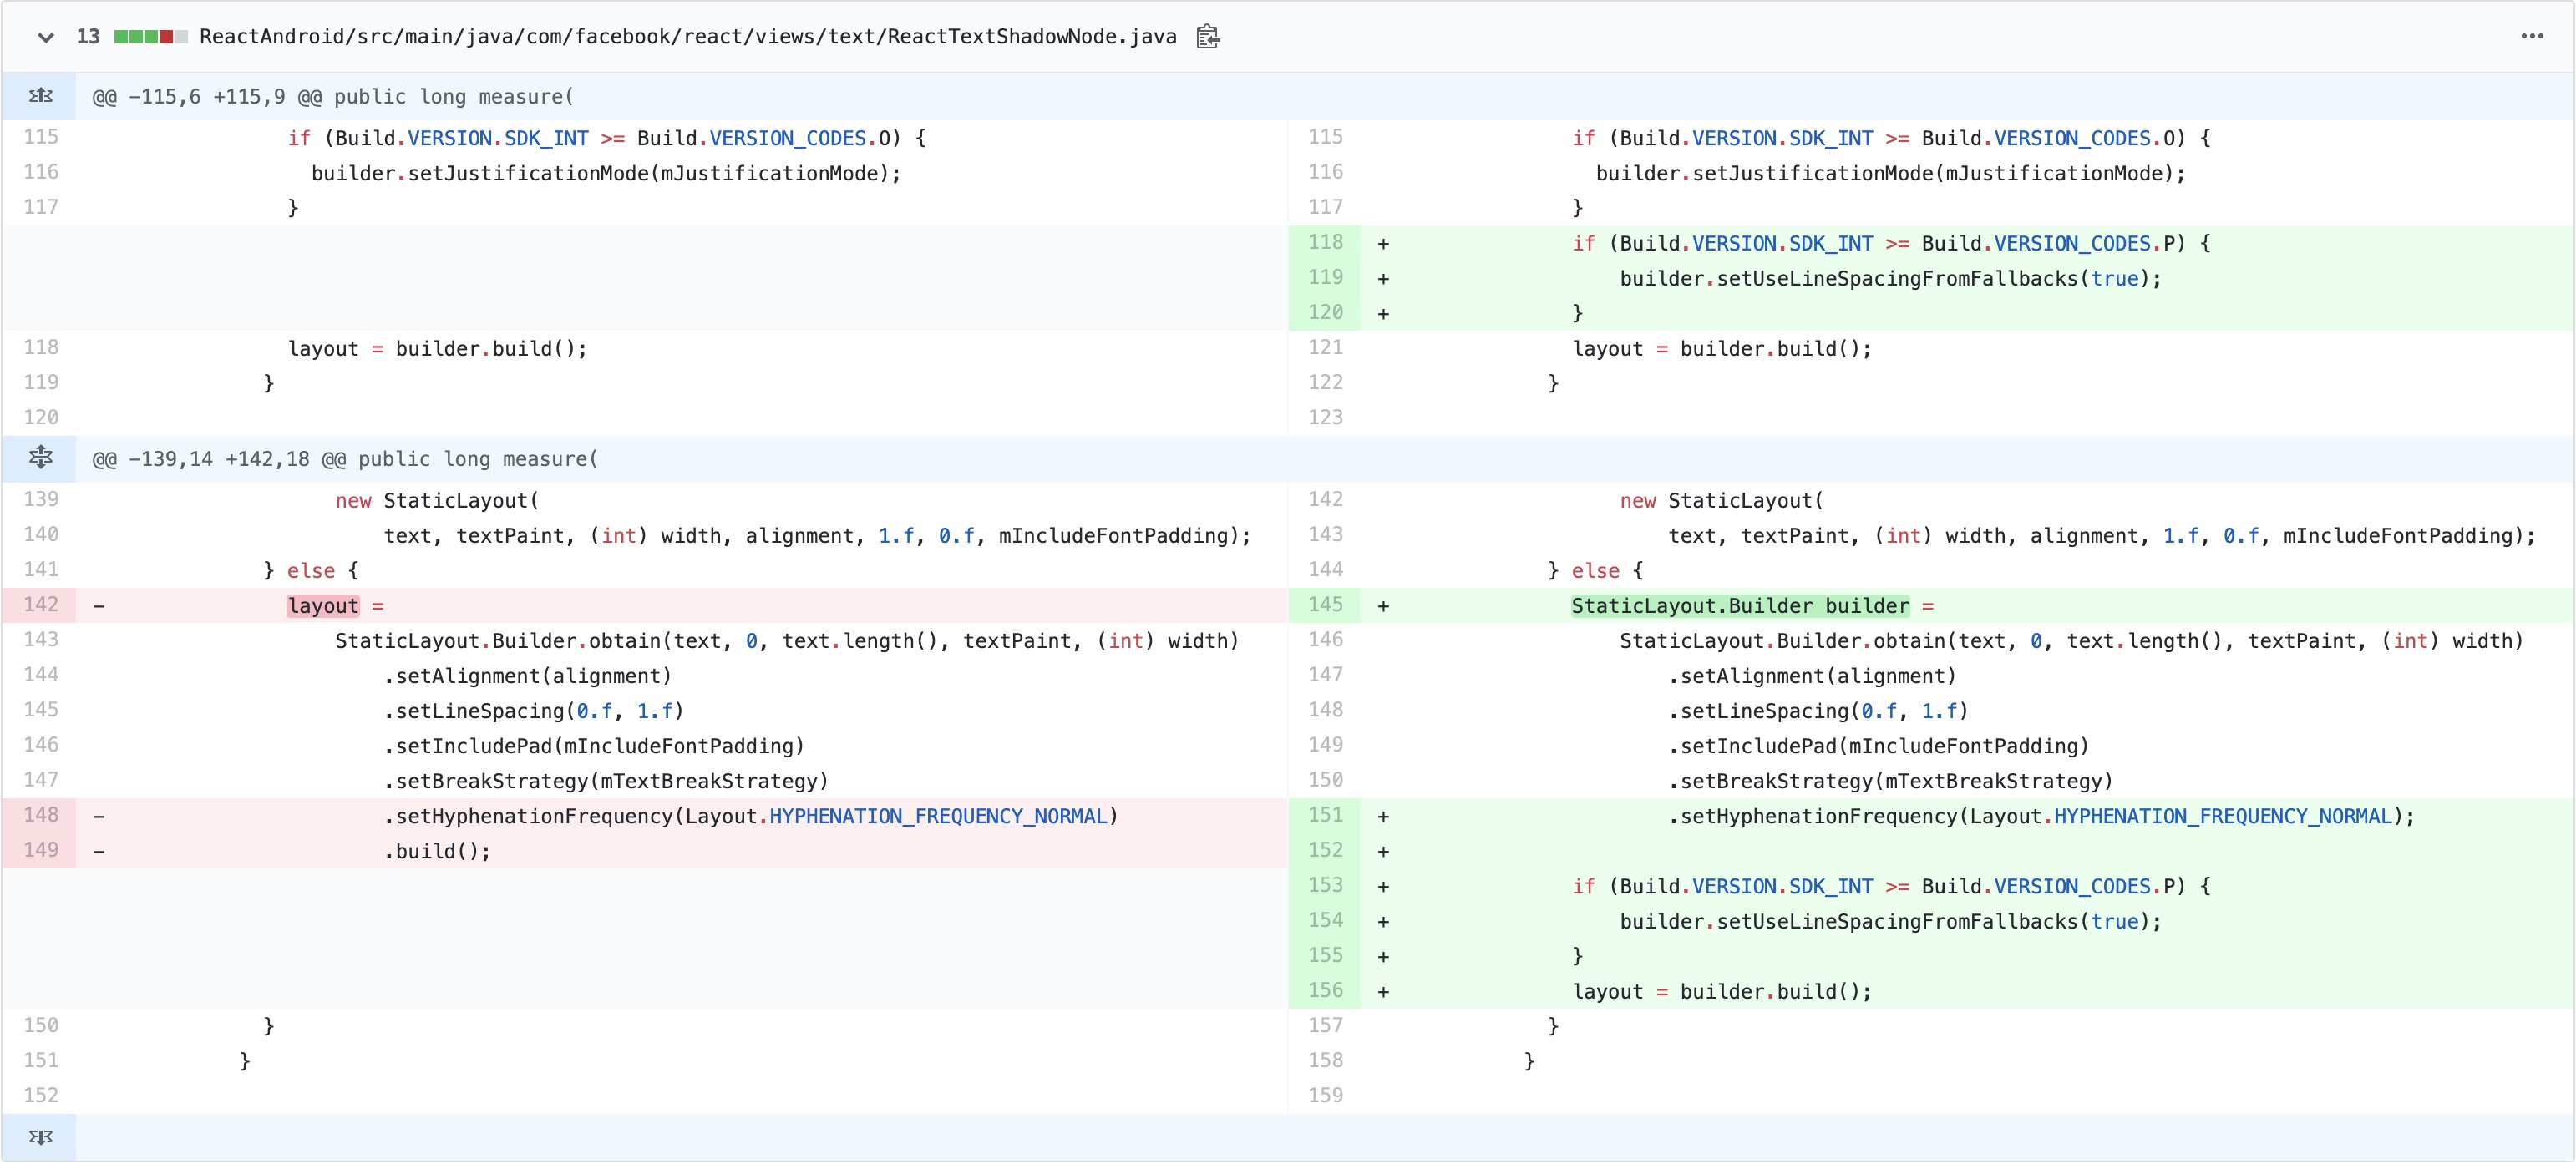 13 ReactAndroid/src/main/java/com/facebook/react/views/text/ReactTextShadowNode.java
@@ -115,6 +115,9 @@ public long measure(
115 if (Build.VERSION.SDK_INT >= Build.VERSION_CODES.O) { 115 if (Build.VERSION.SDK_INT >= Build.VERSION_CODES.O) {
116 builder.setJustificationMode(mJustificationMode); 116 builder.setJustificationMode(mJustificationMode);
117 } 117 }
118 + if (Build.VERSION.SDK_INT >= Build.VERSION_CODES.P) {
119 + builder.setUseLineSpacingFromFallbacks(true);
120 + }
118 layout = builder.build(); 121 layout = builder.build();
119 } 122 }
120 123
@@ -139,14 +142,18 @@ public long measure(
139 new StaticLayout( 142 new StaticLayout(
140 text, textPaint, (int) width, alignment, 1.f, 0.f, mIncludeFontPadding); 143 text, textPaint, (int) width, alignment, 1.f, 0.f, mIncludeFontPadding);
141 } else { 144 } else {
142 - layout = 145 + StaticLayout.Builder builder =
143 StaticLayout.Builder.obtain(text, 0, text.length(), textPaint, (int) width) 146 StaticLayout.Builder.obtain(text, 0, text.length(), textPaint, (int) width)
144 .setAlignment(alignment) 147 .setAlignment(alignment)
145 .setLineSpacing(0.f, 1.f) 148 .setLineSpacing(0.f, 1.f)
146 .setIncludePad(mIncludeFontPadding) 149 .setIncludePad(mIncludeFontPadding)
147 .setBreakStrategy(mTextBreakStrategy) 150 .setBreakStrategy(mTextBreakStrategy)
148 - .setHyphenationFrequency(Layout.HYPHENATION_FREQUENCY_NORMAL) 151 + .setHyphenationFrequency(Layout.HYPHENATION_FREQUENCY_NORMAL);
149 - .build(); 152 +
153 + if (Build.VERSION.SDK_INT >= Build.VERSION_CODES.P) {
154 + builder.setUseLineSpacingFromFallbacks(true);
155 + }
156 + layout = builder.build();
150 } 157 }
151 } 158 }
152 159